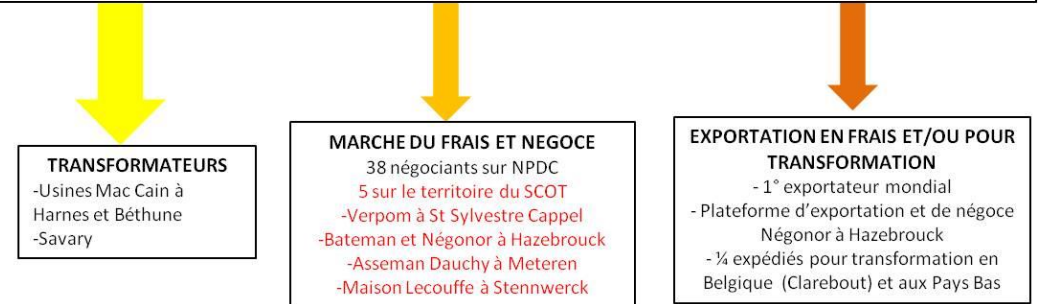 TRANSFORMATEURS
-Usines Mac Cain à
Harnes et Béthune
-Savary
MARCHE DU FRAIS ET NEGOCE
38 négociants sur NPDC
5 sur le territoire du SCOT
-Verpom à St Sylvestre Cappel
-Bateman et Négonor à Hazebrouck
-Asseman Dauchy à Meteren
-Maison Lecouffe à Stennwerck
EXPORTATION EN FRAIS ET/OU POUR
TRANSFORMATION
- 1° exportateur mondial
- Plateforme d’exportation et de négoce
Négonor à Hazebrouck
- ¼ expédiés pour transformation en
Belgique (Clarebout) et aux Pays Bas